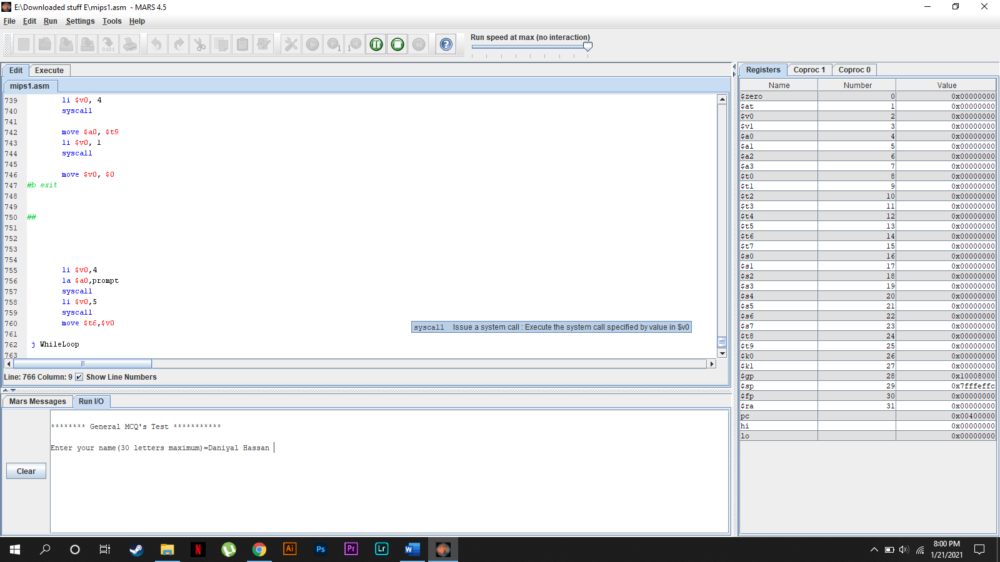 E:\Downloaded stuff E\mips1.asm - MARS 4.5
File Edit Run Settings Tools Help
Run speed at max (no interaction)
Edit Execute
mips1.asm
739 li $v0, 4
740 syscall
741
742 move $a0, $t9
743 li $v0, 1
744 syscall
745
746 move $v0, $0
747 #b exit
748
749
750 ##
751
752
753
754
755 li $v0,4
756 la $a0,prompt
757 syscall
758 li $v0,5
759 syscall
760 move $t6,$v0
761
762 j WhileLoop
763
syscall Issue a system call : Execute the system call specified by value in $v0
Line: 766 Column: 9 Show Line Numbers
Mars Messages Run I/O
******** General MCQ's Test ***********
Enter your name(30 letters maximum)=Daniyal Hassan
Clear
Registers Coproc 1 Coproc 0
Name Number Value
$zero 0 0x00000000
$at 1 0x00000000
$v0 2 0x00000000
$v1 3 0x00000000
$a0 4 0x00000000
$a1 5 0x00000000
$a2 6 0x00000000
$a3 7 0x00000000
$t0 8 0x00000000
$t1 9 0x00000000
$t2 10 0x00000000
$t3 11 0x00000000
$t4 12 0x00000000
$t5 13 0x00000000
$t6 14 0x00000000
$t7 15 0x00000000
$s0 16 0x00000000
$s1 17 0x00000000
$s2 18 0x00000000
$s3 19 0x00000000
$s4 20 0x00000000
$s5 21 0x00000000
$s6 22 0x00000000
$s7 23 0x00000000
$t8 24 0x00000000
$t9 25 0x00000000
$k0 26 0x00000000
$k1 27 0x00000000
$gp 28 0x10008000
$sp 29 0x7fffeffc
$fp 30 0x00000000
$ra 31 0x00000000
pc 0x00400000
hi 0x00000000
lo 0x00000000
N Ai Ps Pr Lr W
8:00 PM
1/21/2021